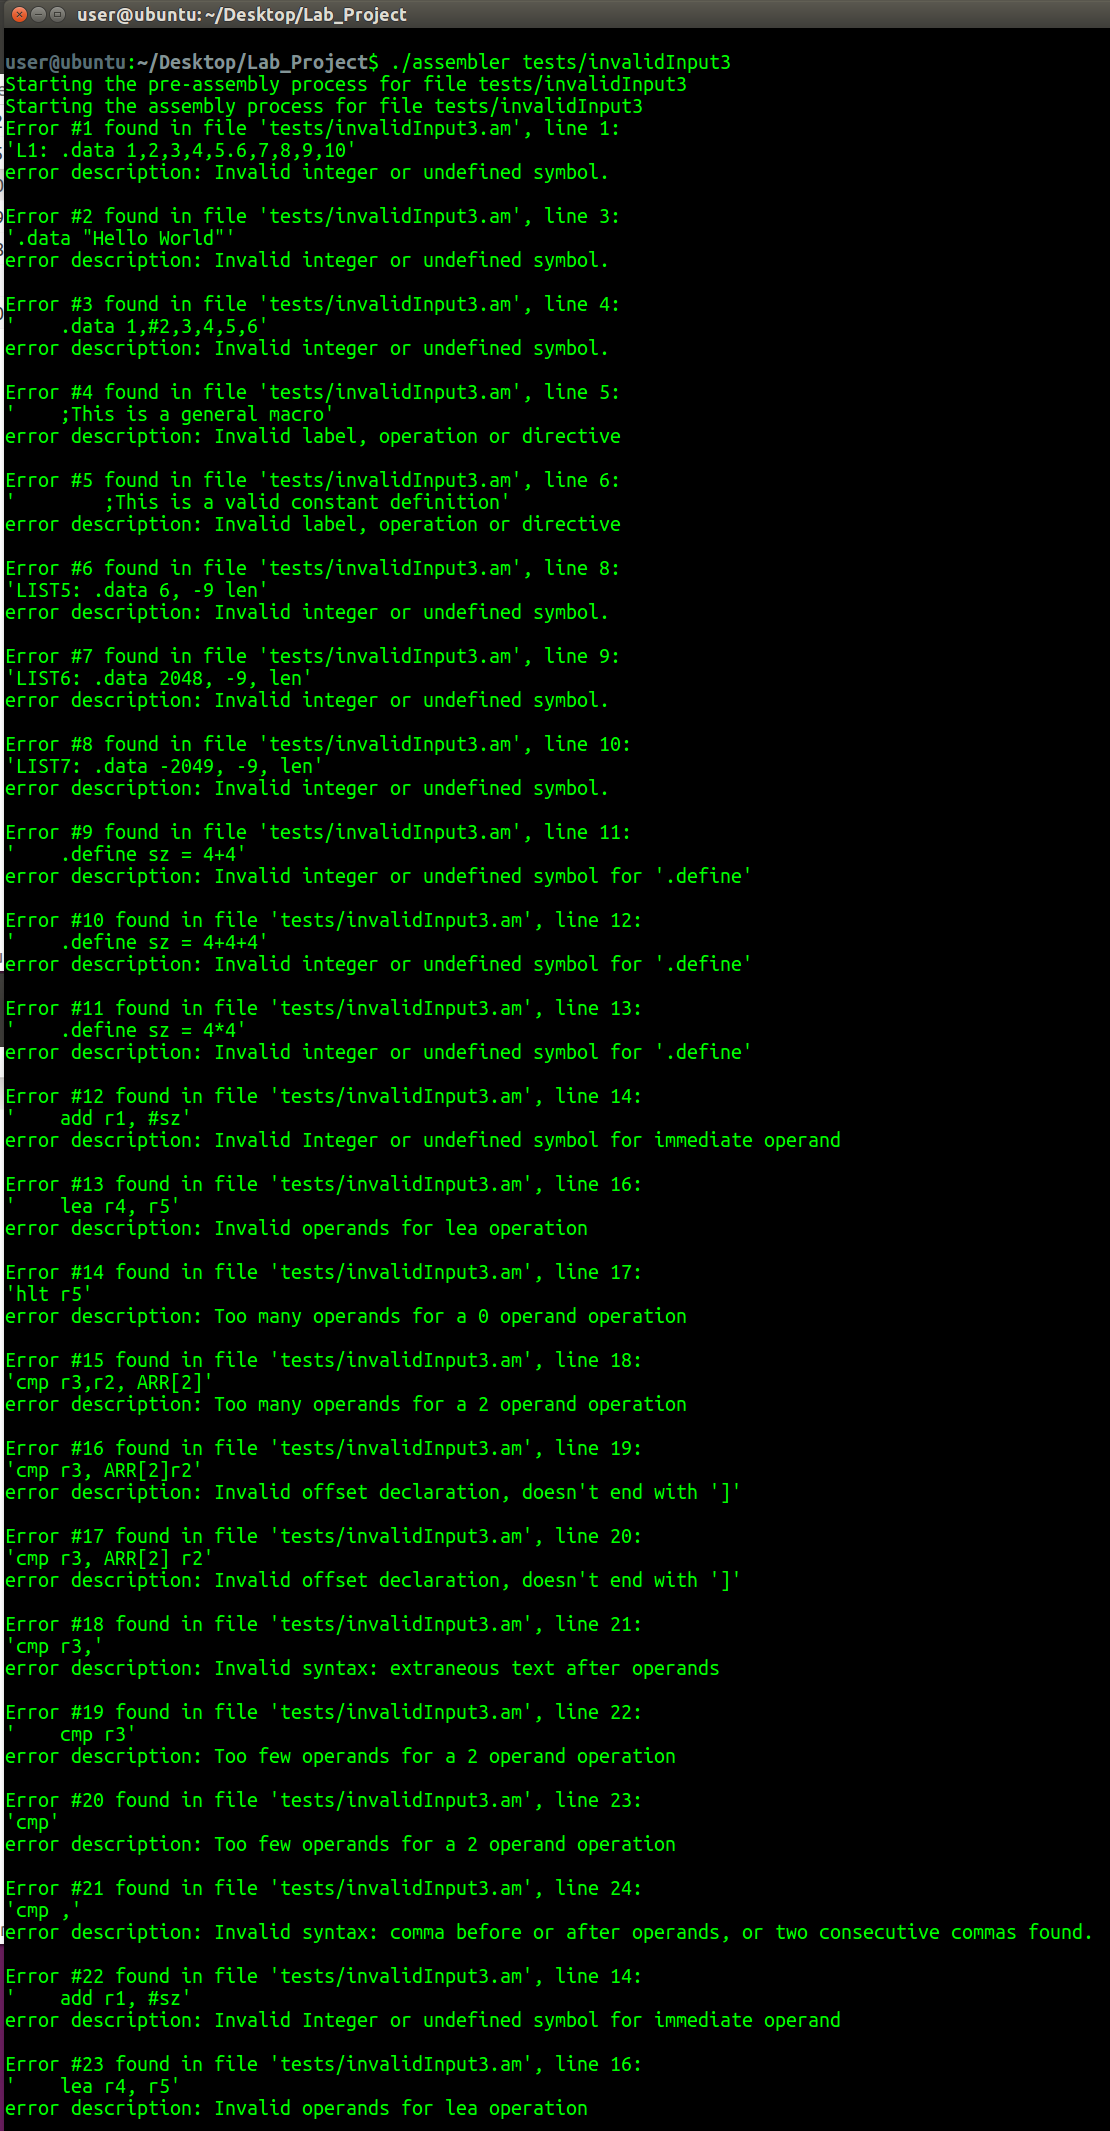 user@ubuntu: ~/Desktop/Lab_Project
user@ubuntu:~/Desktop/Lab_Project$ ./assembler tests/invalidInput3
Starting the pre-assembly process for file tests/invalidInput3
Starting the assembly process for file tests/invalidInput3
Error #1 found in file 'tests/invalidInput3.am', line 1:
'L1: .data 1,2,3,4,5.6,7,8,9,10'
error description: Invalid integer or undefined symbol.
Error #2 found in file 'tests/invalidInput3.am', line 3:
'.data "Hello World"'
error description: Invalid integer or undefined symbol.
Error #3 found in file 'tests/invalidInput3.am', line 4:
'    .data 1,#2,3,4,5,6'
error description: Invalid integer or undefined symbol.
Error #4 found in file 'tests/invalidInput3.am', line 5:
'    ;This is a general macro'
error description: Invalid label, operation or directive
Error #5 found in file 'tests/invalidInput3.am', line 6:
'        ;This is a valid constant definition'
error description: Invalid label, operation or directive
Error #6 found in file 'tests/invalidInput3.am', line 8:
'LIST5: .data 6, -9 len'
error description: Invalid integer or undefined symbol.
Error #7 found in file 'tests/invalidInput3.am', line 9:
'LIST6: .data 2048, -9, len'
error description: Invalid integer or undefined symbol.
Error #8 found in file 'tests/invalidInput3.am', line 10:
'LIST7: .data -2049, -9, len'
error description: Invalid integer or undefined symbol.
Error #9 found in file 'tests/invalidInput3.am', line 11:
'    .define sz = 4+4'
error description: Invalid integer or undefined symbol for '.define'
Error #10 found in file 'tests/invalidInput3.am', line 12:
'    .define sz = 4+4+4'
error description: Invalid integer or undefined symbol for '.define'
Error #11 found in file 'tests/invalidInput3.am', line 13:
'    .define sz = 4*4'
error description: Invalid integer or undefined symbol for '.define'
Error #12 found in file 'tests/invalidInput3.am', line 14:
'    add r1, #sz'
error description: Invalid Integer or undefined symbol for immediate operand
Error #13 found in file 'tests/invalidInput3.am', line 16:
'    lea r4, r5'
error description: Invalid operands for lea operation
Error #14 found in file 'tests/invalidInput3.am', line 17:
'hlt r5'
error description: Too many operands for a 0 operand operation
Error #15 found in file 'tests/invalidInput3.am', line 18:
'cmp r3,r2, ARR[2]'
error description: Too many operands for a 2 operand operation
Error #16 found in file 'tests/invalidInput3.am', line 19:
'cmp r3, ARR[2]r2'
error description: Invalid offset declaration, doesn't end with ']'
Error #17 found in file 'tests/invalidInput3.am', line 20:
'cmp r3, ARR[2] r2'
error description: Invalid offset declaration, doesn't end with ']'
Error #18 found in file 'tests/invalidInput3.am', line 21:
'cmp r3,'
error description: Invalid syntax: extraneous text after operands
Error #19 found in file 'tests/invalidInput3.am', line 22:
'    cmp r3'
error description: Too few operands for a 2 operand operation
Error #20 found in file 'tests/invalidInput3.am', line 23:
'cmp'
error description: Too few operands for a 2 operand operation
Error #21 found in file 'tests/invalidInput3.am', line 24:
'cmp ,'
error description: Invalid syntax: comma before or after operands, or two consecutive commas found.
Error #22 found in file 'tests/invalidInput3.am', line 14:
'    add r1, #sz'
error description: Invalid Integer or undefined symbol for immediate operand
Error #23 found in file 'tests/invalidInput3.am', line 16:
'    lea r4, r5'
error description: Invalid operands for lea operation